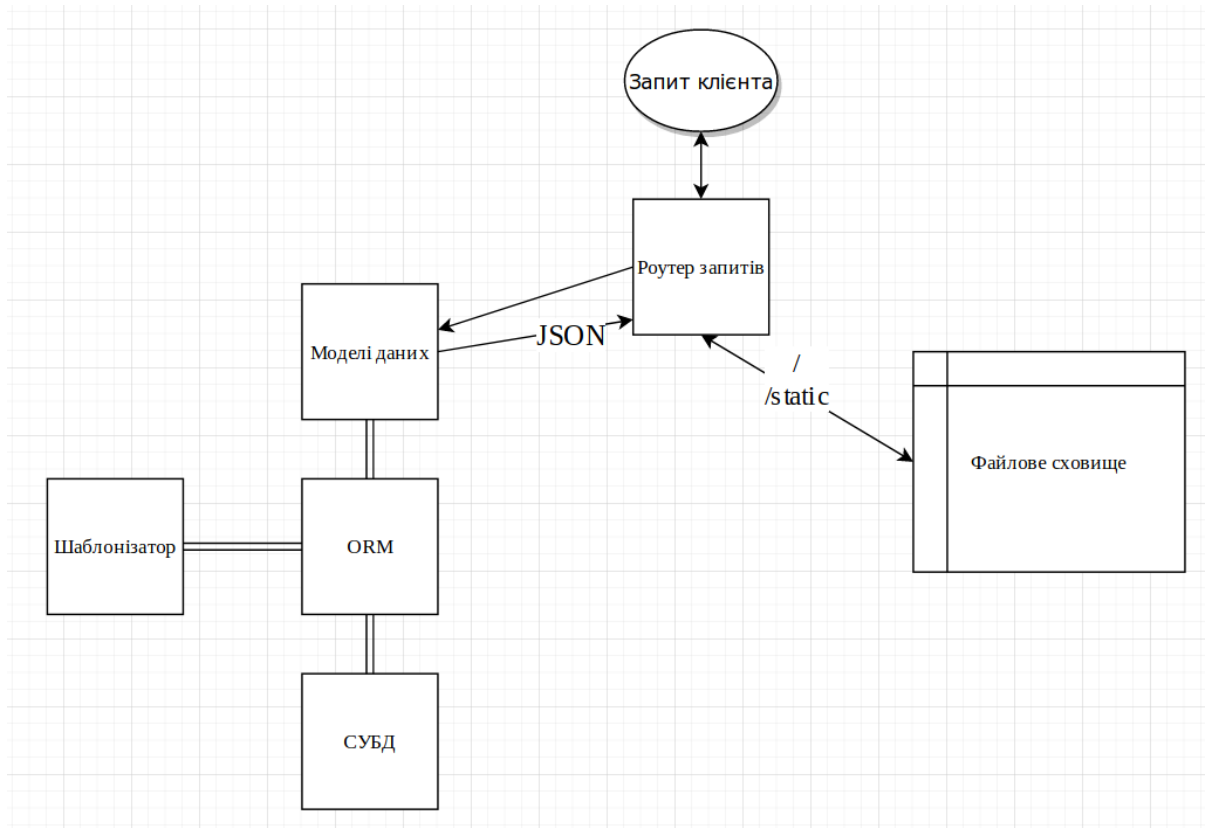 Запит клієнта
Роутер запитів
Моделі даних
JSON
/
/static
Файлове сховище
Шаблонізатор
ORM
СУБД